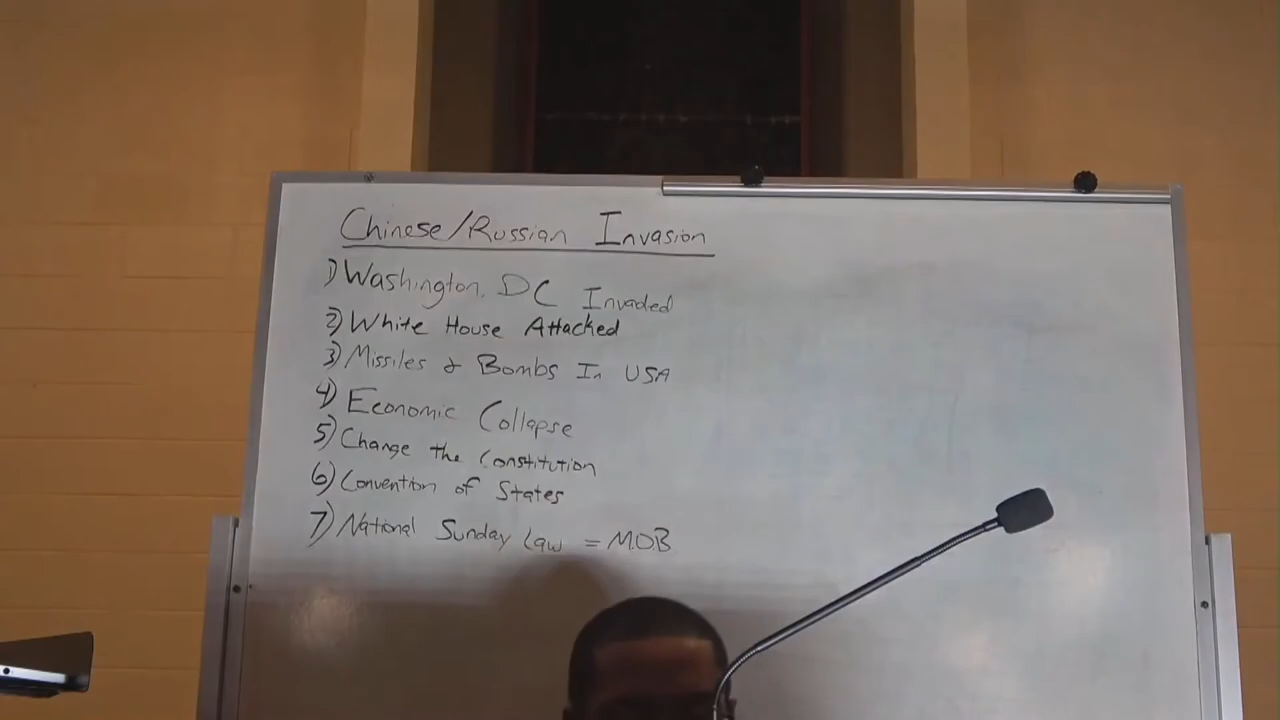 Chinese/Russian Invasion
1) Washington, DC Invaded
2) White House Attacked
3) Missiles & Bombs In USA
4) Economic Collapse
5) Change the Constitution
6) Convention of States
7) National Sunday Law = M.O.B